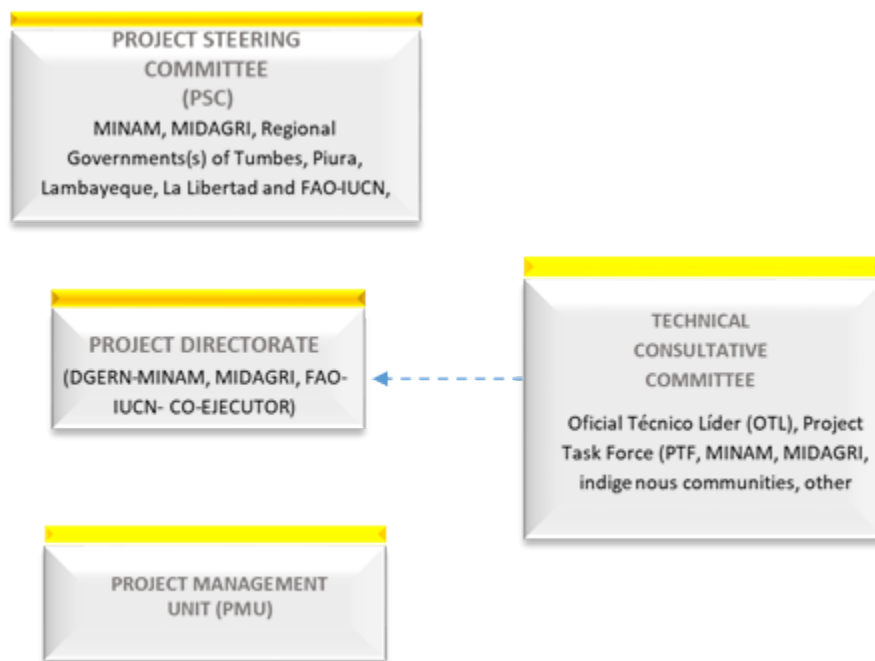 PROJECT STEERING
COMMITTEE
(PSC)
MINAM, MIDAGRI, Regional
Governments(s) of Tumbes, Piura,
Lambayeque, La Libertad and FAO-IUCN,
PROJECT DIRECTORATE
(DGERN-MINAM, MIDAGRI, FAO-
IUCN- CO-EJECUTOR)
TECHNICAL
CONSULTATIVE
COMMITTEE
Oficial Técnico Líder (OTL), Project
Task Force (PTF, MINAM, MIDAGRI,
indige nous communities, other
PROJECT MANAGEMENT
UNIT (PMU)